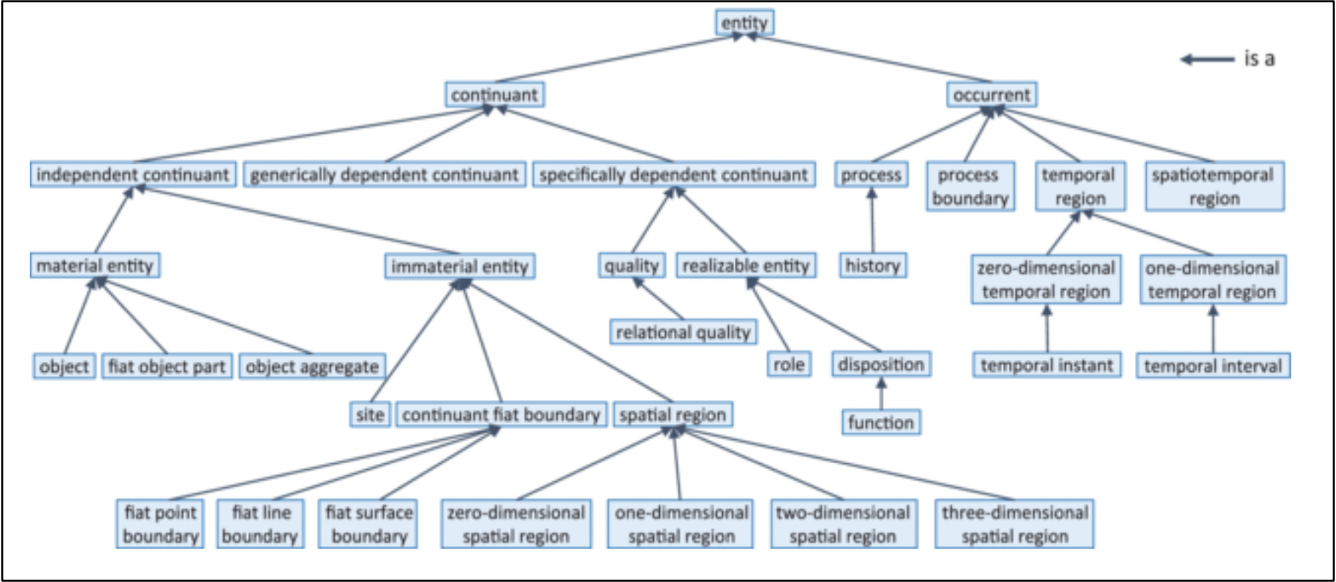 entity
is a
continuant
occurrent
independent continuant
generically dependent continuant
specifically dependent continuant
process
process
boundary
temporal
region
spatiotemporal
region
material entity
immaterial entity
quality
realizable entity
history
zero-dimensional
temporal region
one-dimensional
temporal region
relational quality
object
fiat object part
object aggregate
role
disposition
temporal instant
temporal interval
site
continuant fiat boundary
spatial region
function
fiat point
boundary
fiat line
boundary
fiat surface
boundary
zero-dimensional
spatial region
one-dimensional
spatial region
two-dimensional
spatial region
three-dimensional
spatial region